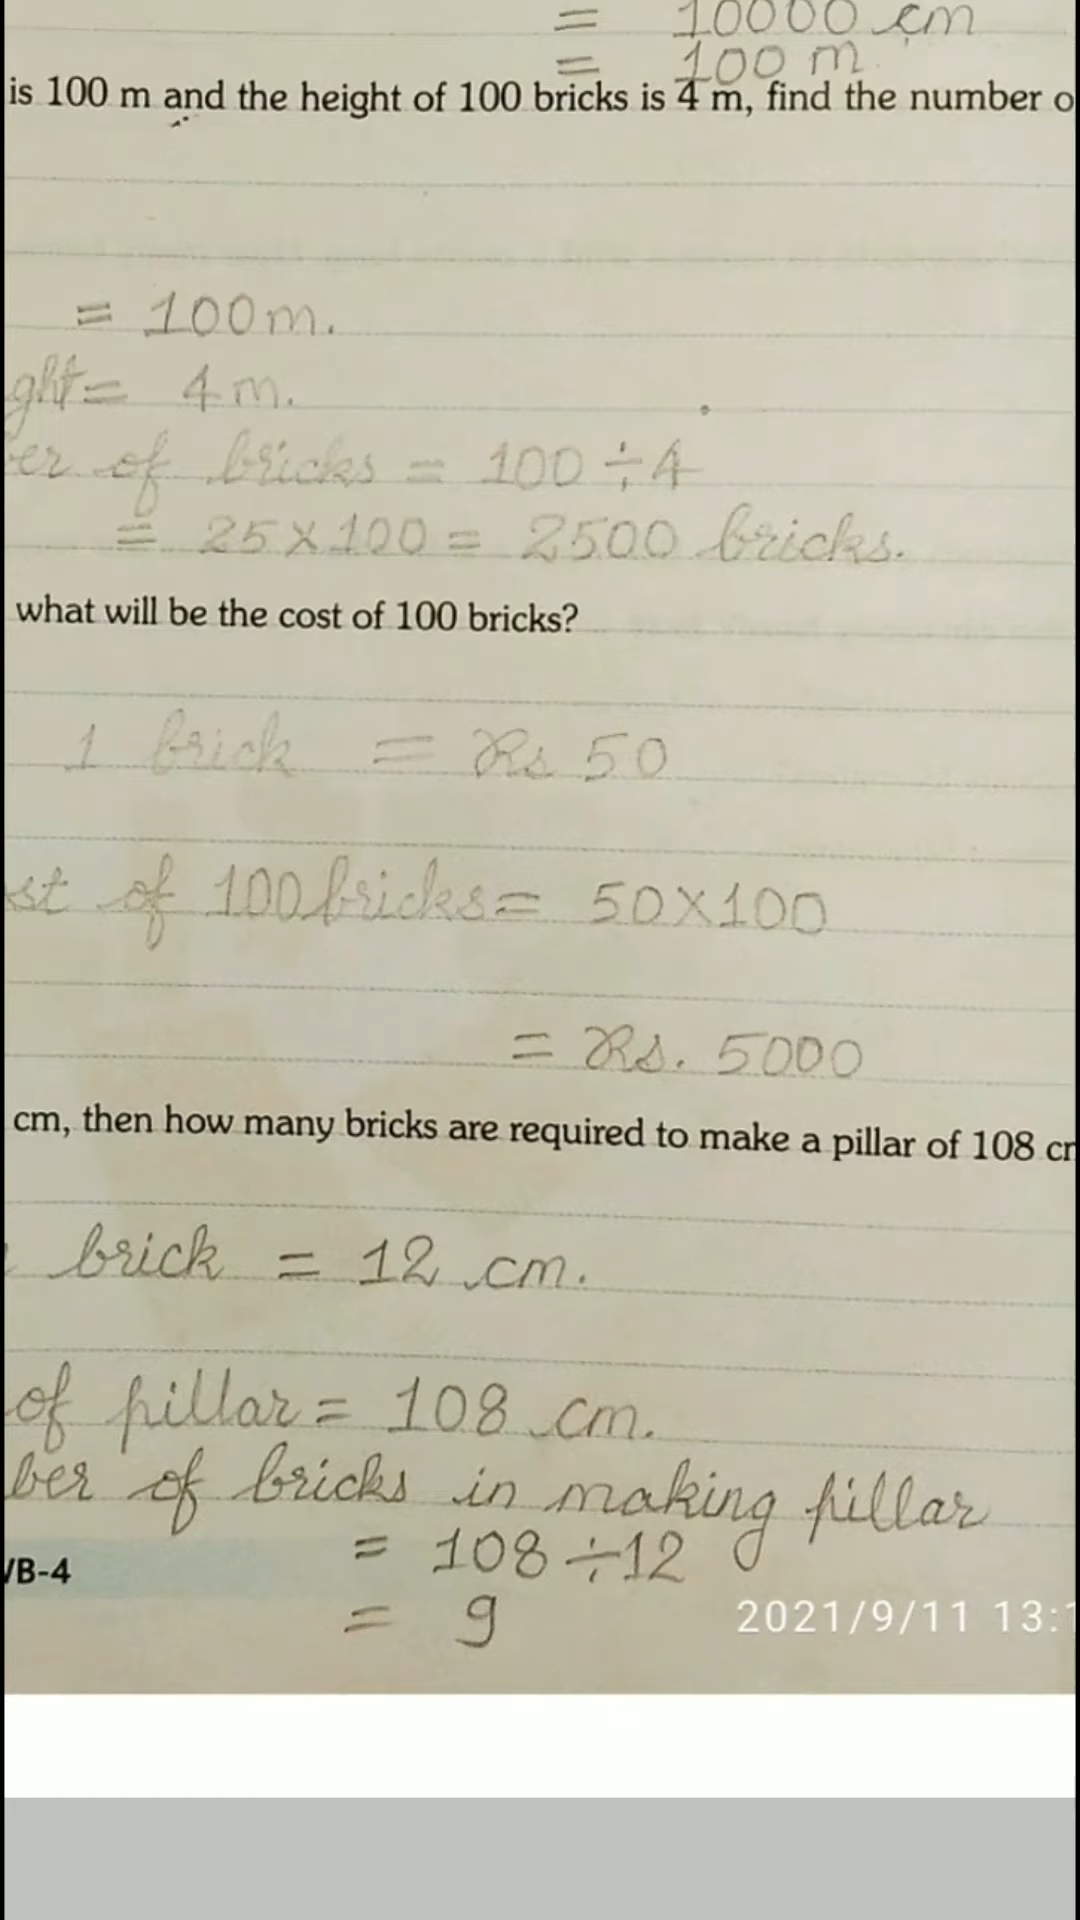 = 10000 cm
= 100 m.
is 100 m and the height of 100 bricks is 4 m, find the number o
= 100m.
ght = 4 m.
er of bricks = 100 ÷ 4
= 25 × 100 = 2500 bricks.
what will be the cost of 100 bricks?
1 brick = Rs 50
st of 100 bricks = 50×100
= Rs. 5000
cm, then how many bricks are required to make a pillar of 108 cm
brick = 12 cm.
of pillar = 108 cm.
ber of bricks in making pillar
= 108 ÷ 12
VB-4
= 9
2021/9/11 13:1